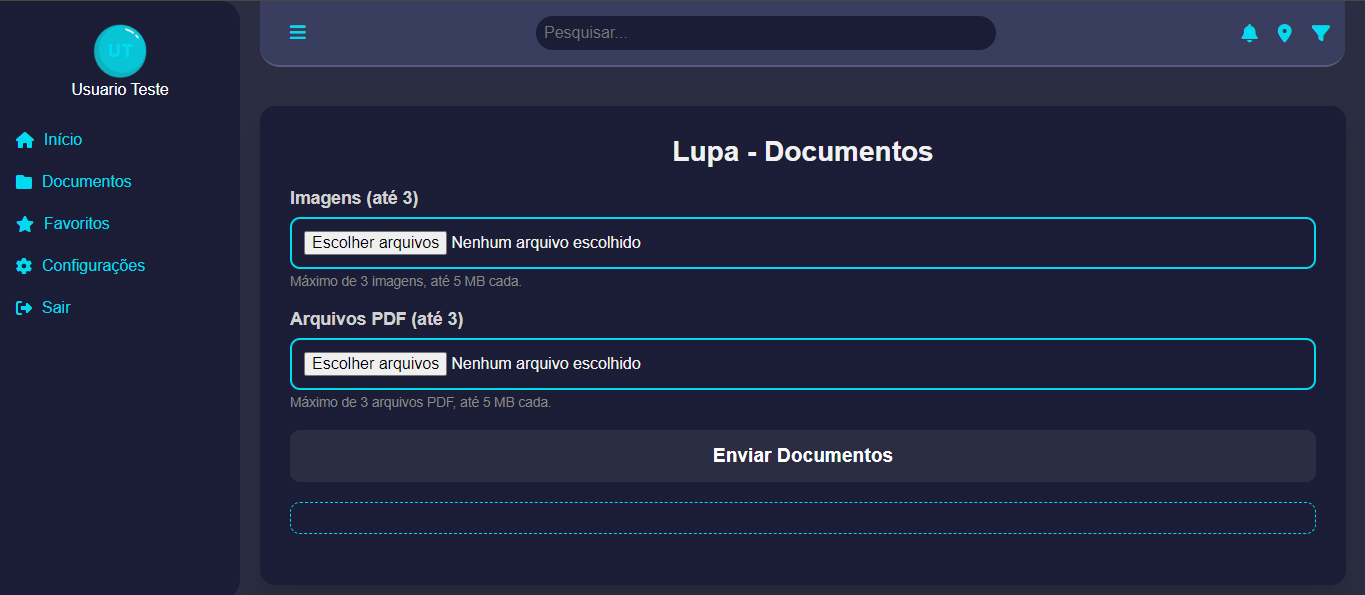 UT
Usuario Teste
Início
Documentos
Favoritos
Configurações
Sair
Pesquisar...
Lupa - Documentos
Imagens (até 3)
Escolher arquivos Nenhum arquivo escolhido
Máximo de 3 imagens, até 5 MB cada.
Arquivos PDF (até 3)
Escolher arquivos Nenhum arquivo escolhido
Máximo de 3 arquivos PDF, até 5 MB cada.
Enviar Documentos